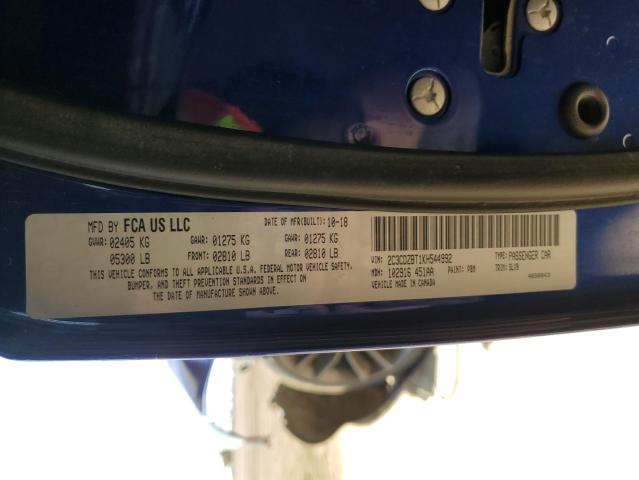 MFD BY FCA US LLC DATE OF MFR(BUILT): 10-18
GVWR: 02405 KG GAWR: 01275 KG GAWR: 01275 KG
05300 LB FRONT: 02810 LB REAR: 02810 LB
THIS VEHICLE CONFORMS TO ALL APPLICABLE U.S.A. FEDERAL MOTOR VEHICLE SAFETY,
BUMPER, AND THEFT PREVENTION STANDARDS IN EFFECT ON
THE DATE OF MANUFACTURE SHOWN ABOVE.
VIN: 2C3CDZBT1KH544992 TYPE: PASSENGER CAR
MDH: 102916 451AA PAINT: PBM TRIM: BLX9
VEHICLE MADE IN CANADA